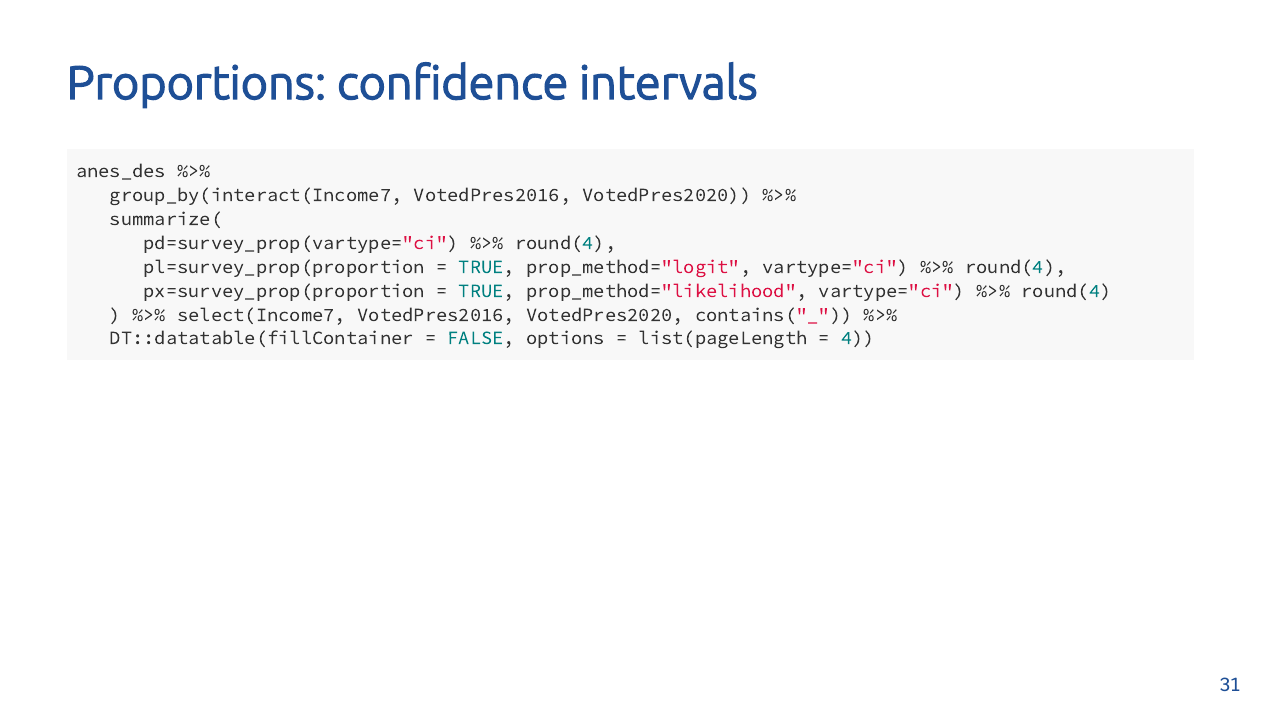 Proportions: confidence intervals
anes_des %>%
   group_by(interact(Income7, VotedPres2016, VotedPres2020)) %>%
   summarize(
      pd=survey_prop(vartype="ci") %>% round(4),
      pl=survey_prop(proportion = TRUE, prop_method="logit", vartype="ci") %>% round(4),
      px=survey_prop(proportion = TRUE, prop_method="likelihood", vartype="ci") %>% round(4)
   ) %>% select(Income7, VotedPres2016, VotedPres2020, contains("_")) %>%
   DT::datatable(fillContainer = FALSE, options = list(pageLength = 4))
31